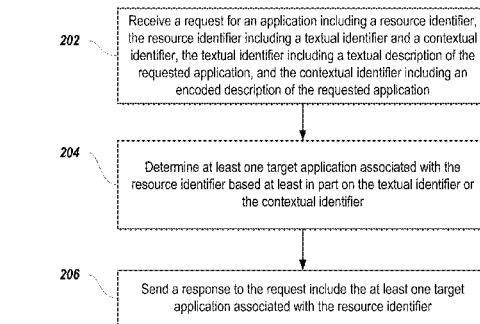 202
Receive a request for an application including a resource identifier,
the resource identifier including a textual identifier and a contextual
identifier, the textual identifier including a textual description of the
requested application, and the contextual identifier including an
encoded description of the requested application
204
Determine at least one target application associated with the
resource identifier based at least in part on the textual identifier or
the contextual identifier
206
Send a response to the request include the at least one target
application associated with the resource identifier